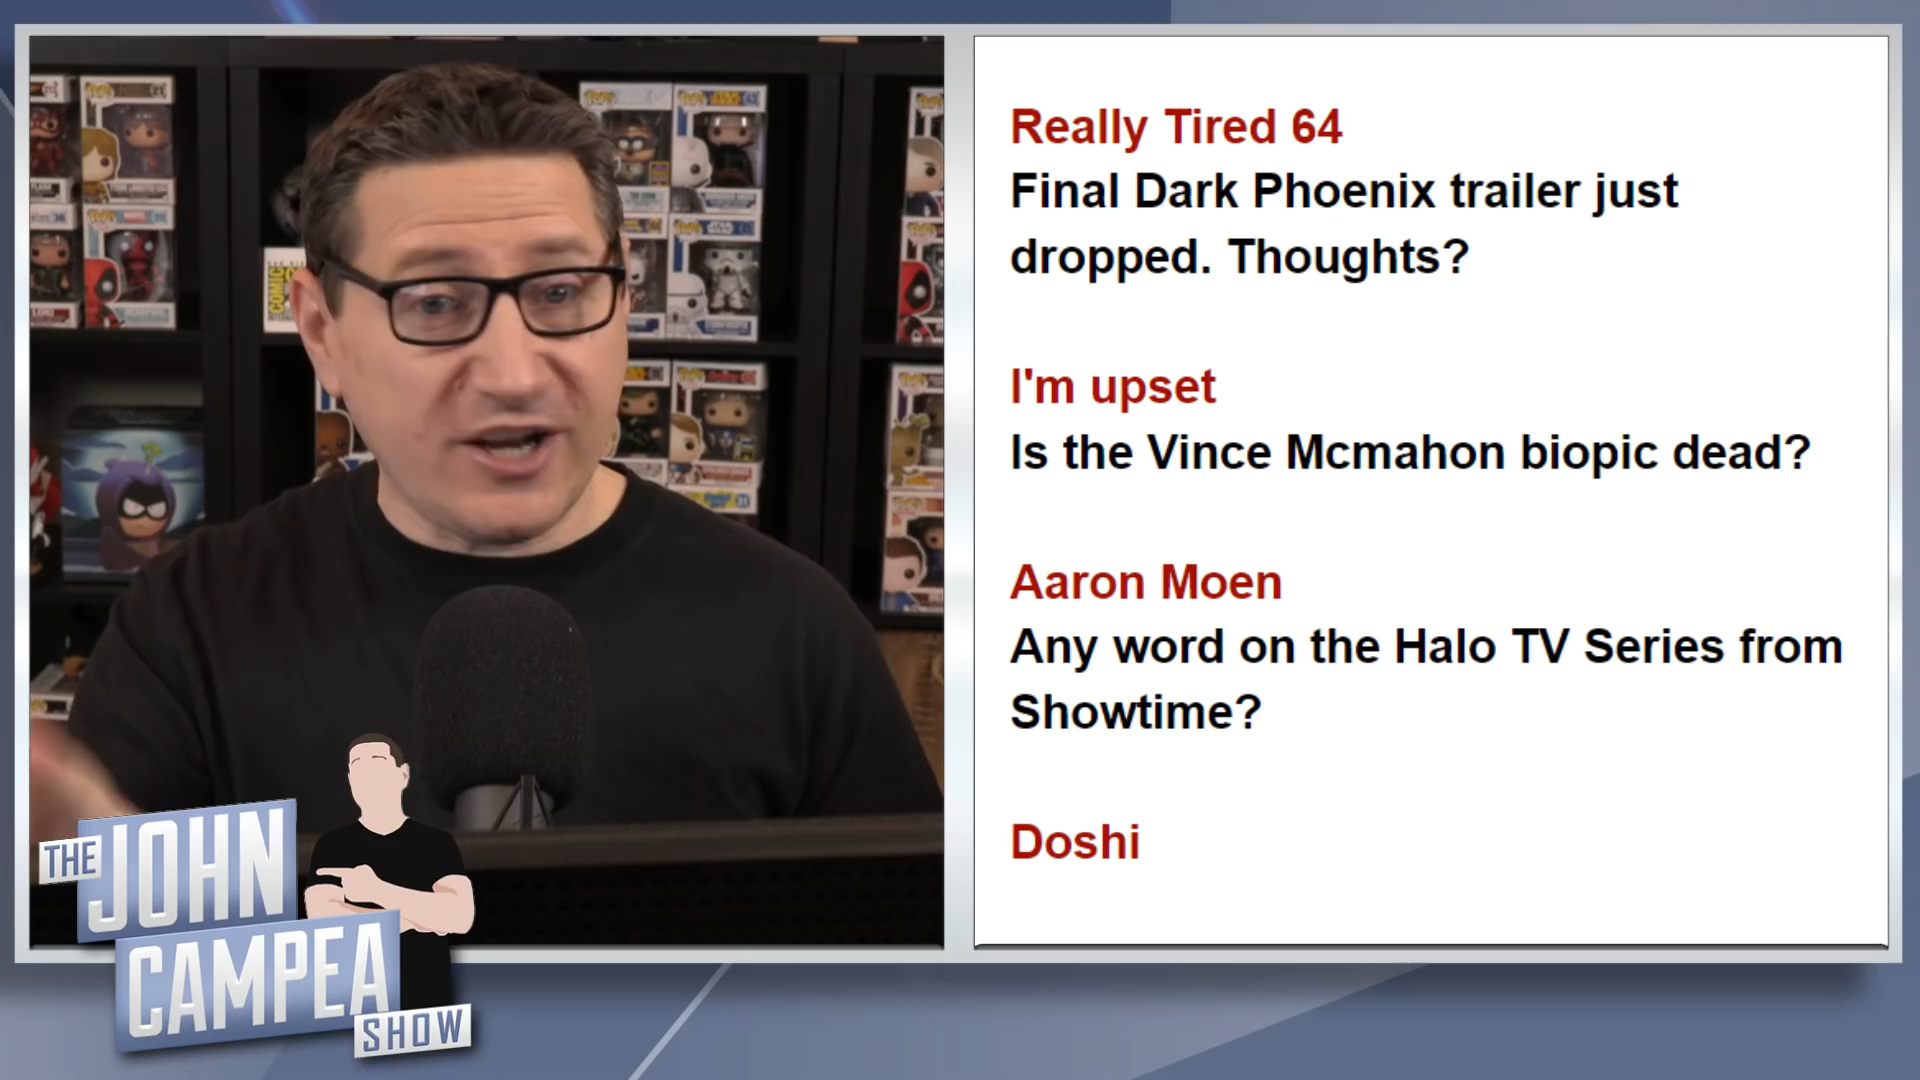 Really Tired 64
Final Dark Phoenix trailer just
dropped. Thoughts?
I'm upset
Is the Vince Mcmahon biopic dead?
Aaron Moen
Any word on the Halo TV Series from
Showtime?
Doshi
COMIC
THE
JOHN
CAMPEA
SHOW